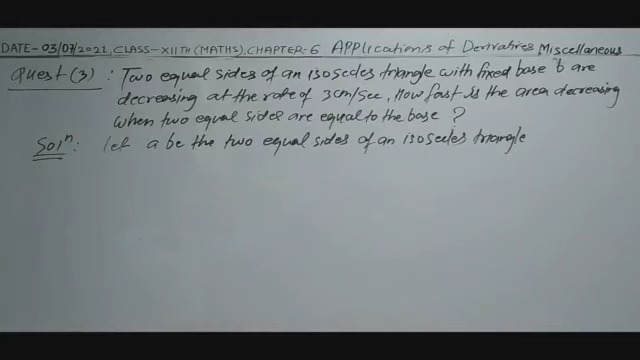 DATE-03/07/2022, CLASS-XIITH (MATHS), CHAPTER-6 Applications of Derivatives Miscellaneous
Quest (3) : Two equal sides of an isosceles triangle with fixed base b are
decreasing at the rate of 3 cm/sec. How fast is the area decreasing
when two equal sides are equal to the base ?
Solⁿ: Let a be the two equal sides of an isosceles triangle